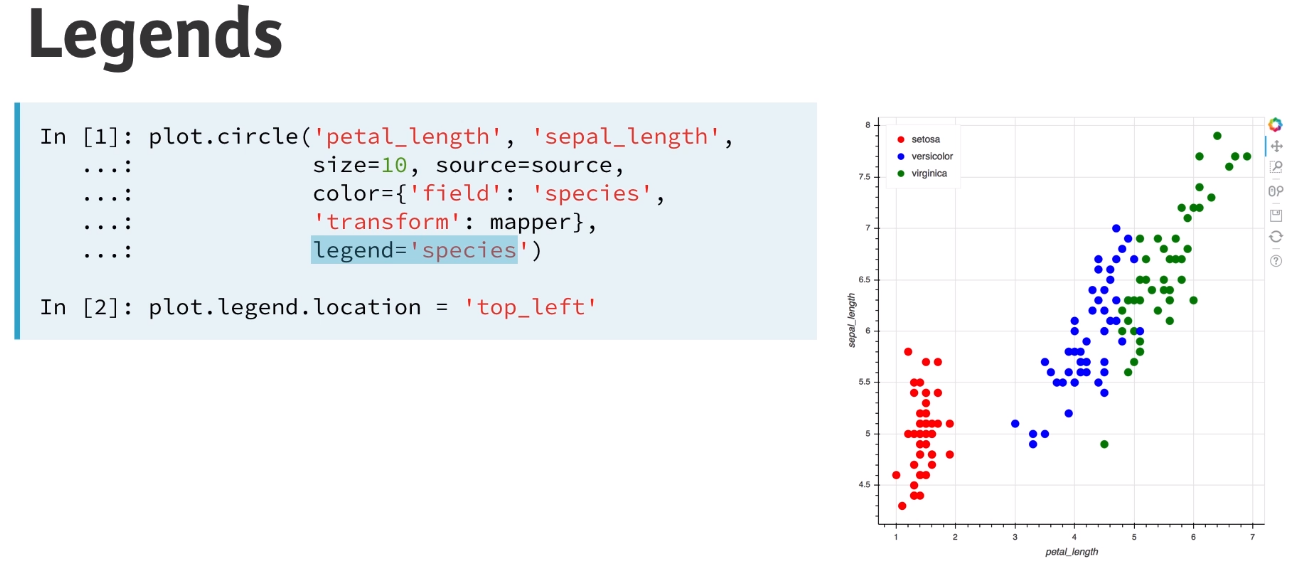 Legends
In [1]: plot.circle('petal_length', 'sepal_length',
...: size=10, source=source,
...: color={'field': 'species',
...: 'transform': mapper},
...: legend='species')
In [2]: plot.legend.location = 'top_left'
setosa
versicolor
virginica
8
7.5
7
6.5
6
5.5
5
4.5
sepal_length
1 2 3 4 5 6 7
petal_length